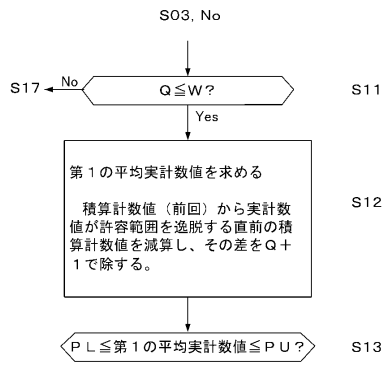 S03, No
S17
No
Q≦W?
S11
Yes
第1の平均実計数値を求める
積算計数値(前回)から実計数
値が許容範囲を逸脱する直前の積
算計数値を減算し、その差をQ+
1で除する。
S12
PL≦第1の平均実計数値≦PU?
S13